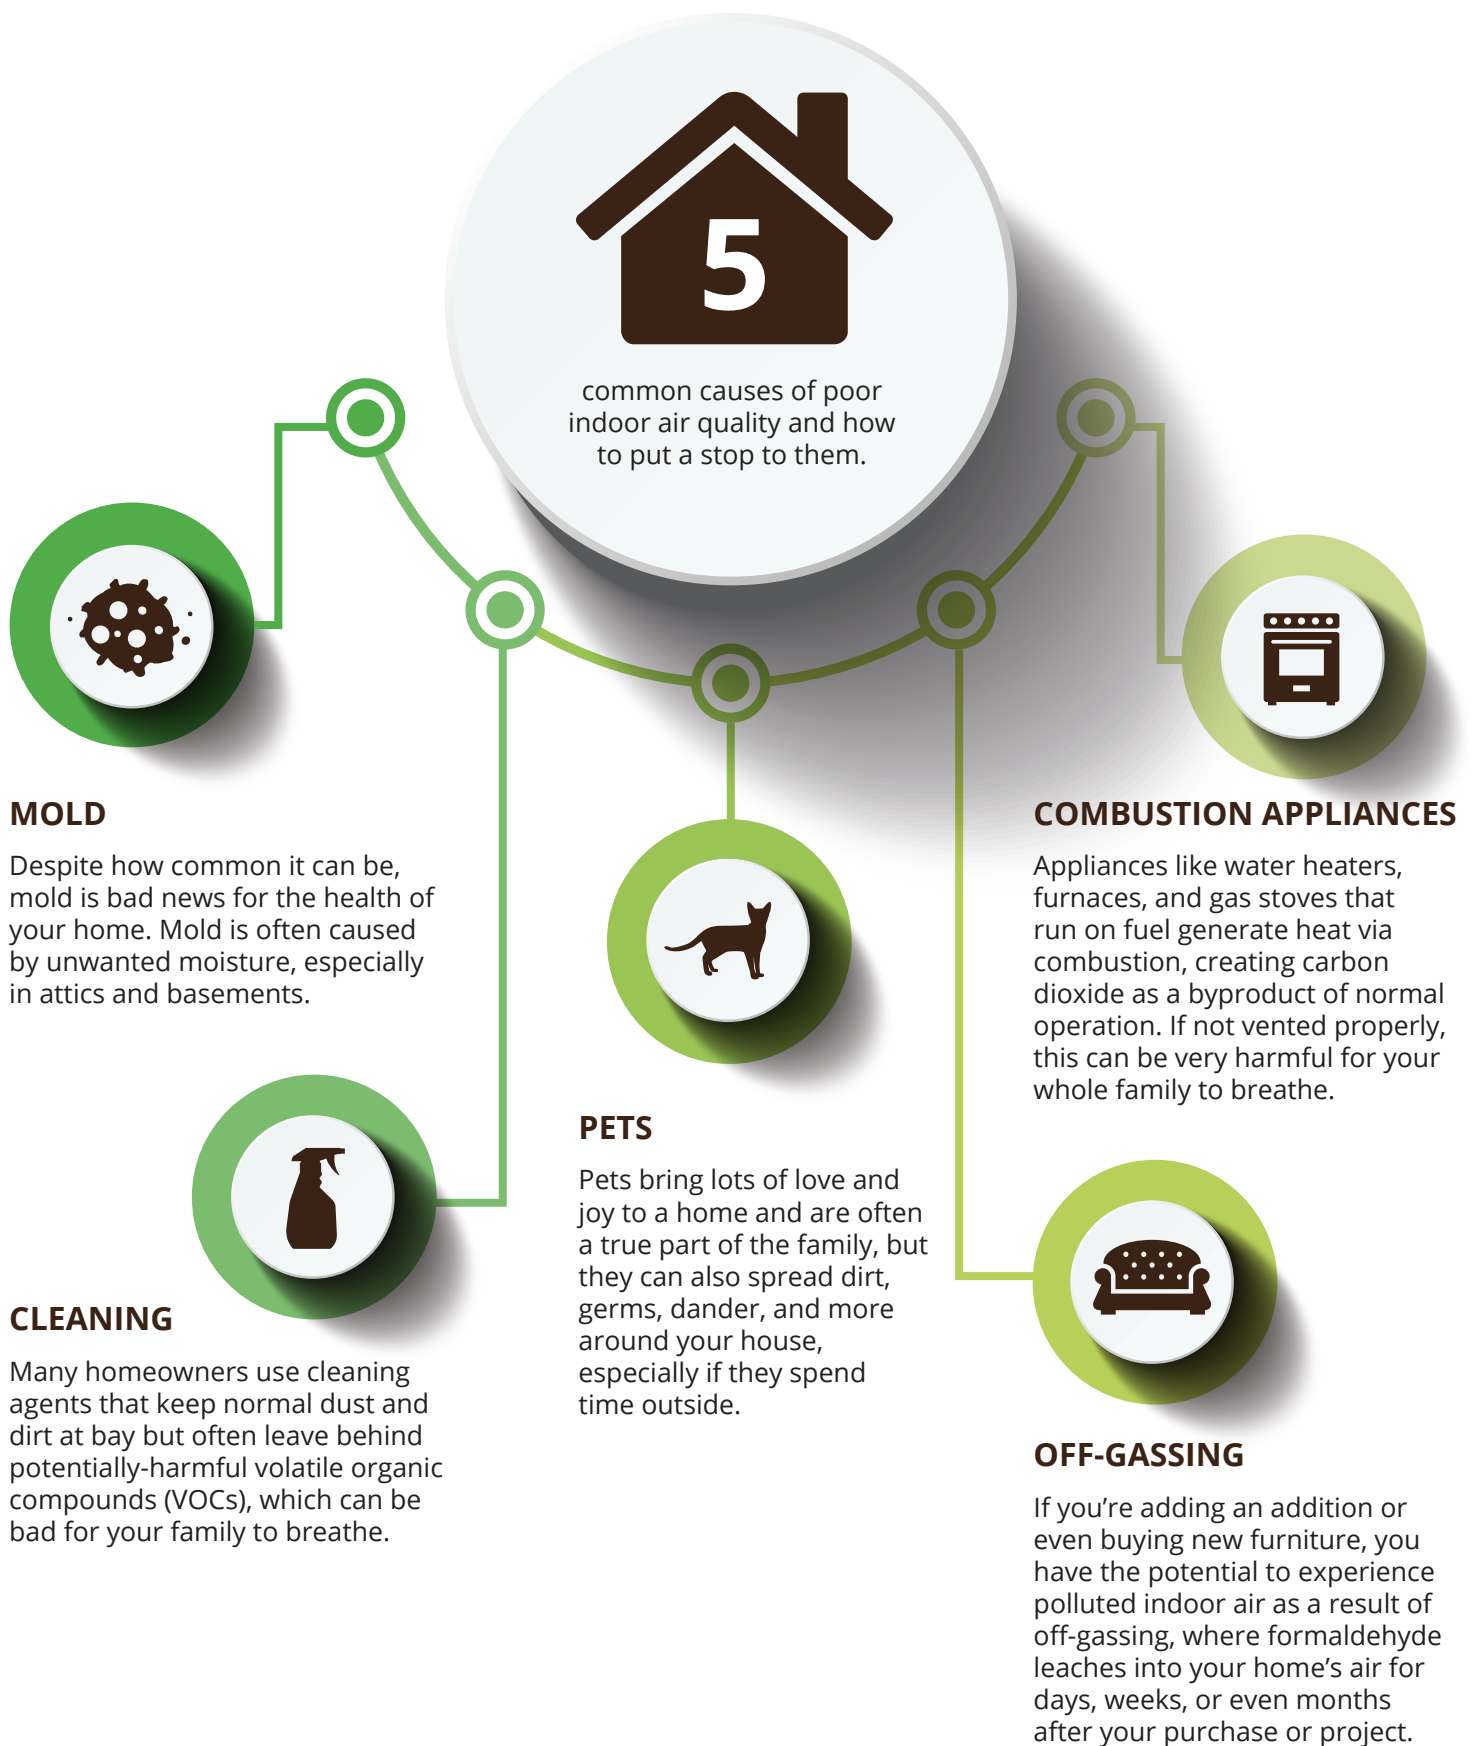 5
common causes of poor
indoor air quality and how
to put a stop to them.
MOLD
Despite how common it can be,
mold is bad news for the health of
your home. Mold is often caused
by unwanted moisture, especially
in attics and basements.
CLEANING
Many homeowners use cleaning
agents that keep normal dust and
dirt at bay but often leave behind
potentially-harmful volatile organic
compounds (VOCs), which can be
bad for your family to breathe.
PETS
Pets bring lots of love and
joy to a home and are often
a true part of the family, but
they can also spread dirt,
germs, dander, and more
around your house,
especially if they spend
time outside.
COMBUSTION APPLIANCES
Appliances like water heaters,
furnaces, and gas stoves that
run on fuel generate heat via
combustion, creating carbon
dioxide as a byproduct of normal
operation. If not vented properly,
this can be very harmful for your
whole family to breathe.
OFF-GASSING
If you’re adding an addition or
even buying new furniture, you
have the potential to experience
polluted indoor air as a result of
off-gassing, where formaldehyde
leaches into your home’s air for
days, weeks, or even months
after your purchase or project.